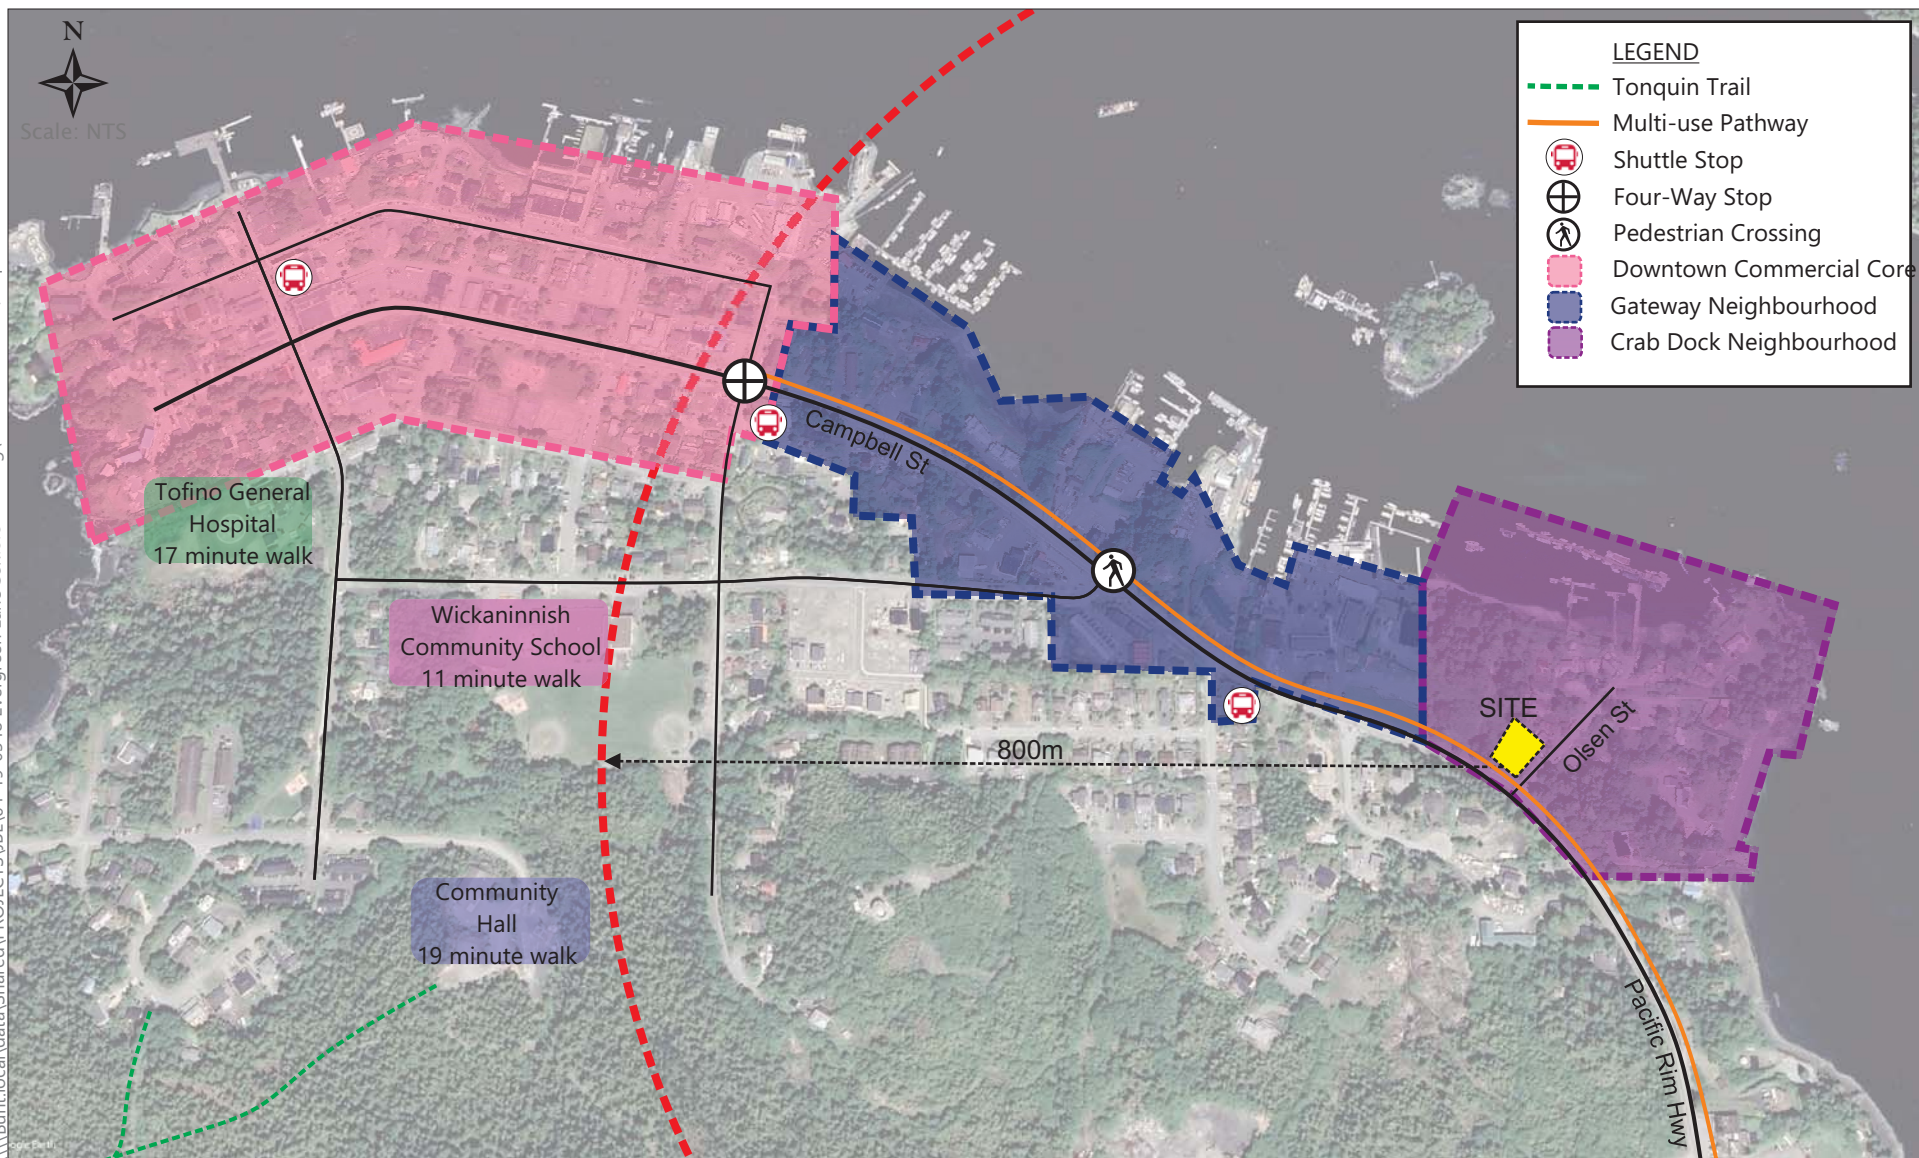 N
Scale: NTS
LEGEND
Tonquin Trail
Multi-use Pathway
Shuttle Stop
Four-Way Stop
Pedestrian Crossing
Downtown Commercial Core
Gateway Neighbourhood
Crab Dock Neighbourhood
Campbell St
Tofino General
Hospital
17 minute walk
Wickaninnish
Community School
11 minute walk
SITE
Olsen St
800m
Community
Hall
19 minute walk
Pacific Rim Hwy